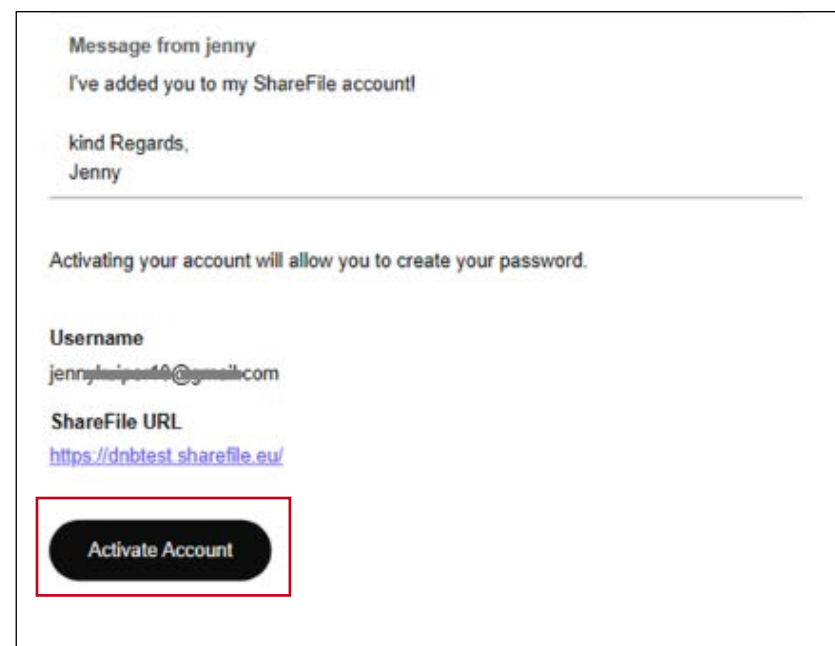 Message from jenny
I've added you to my ShareFile account!
kind Regards,
Jenny
Activating your account will allow you to create your password.
Username
ShareFile URL
https://dnbtest.sharefile.eu/
Activate Account